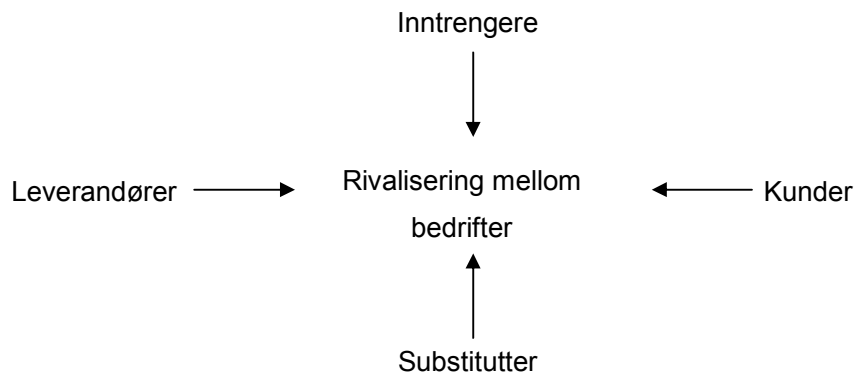 Inntrengere
Leverandører
Rivalisering mellom
bedrifter
Kunder
Substitutter